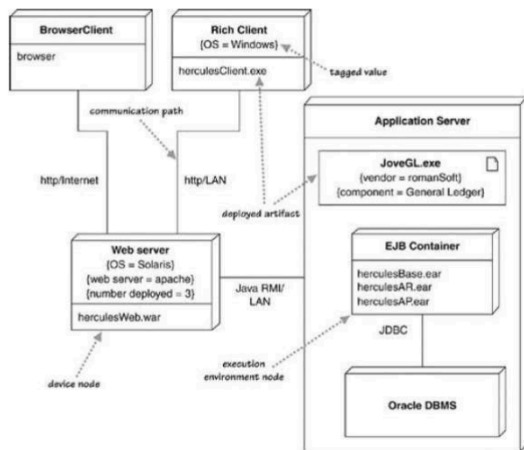 BrowserClient
browser
Rich Client
{OS = Windows}
herculesClient.exe
tagged value
communication path
http/Internet
http/LAN
deployed artifact
Application Server
JoveGL.exe
{vendor = romanSoft}
{component = General Ledger}
Web server
{OS = Solaris}
{web server = apache}
{number deployed = 3}
herculesWeb.war
Java RMI/
LAN
EJB Container
herculesBase.ear
herculesAR.ear
herculesAP.ear
JDBC
device node
execution
environment node
Oracle DBMS